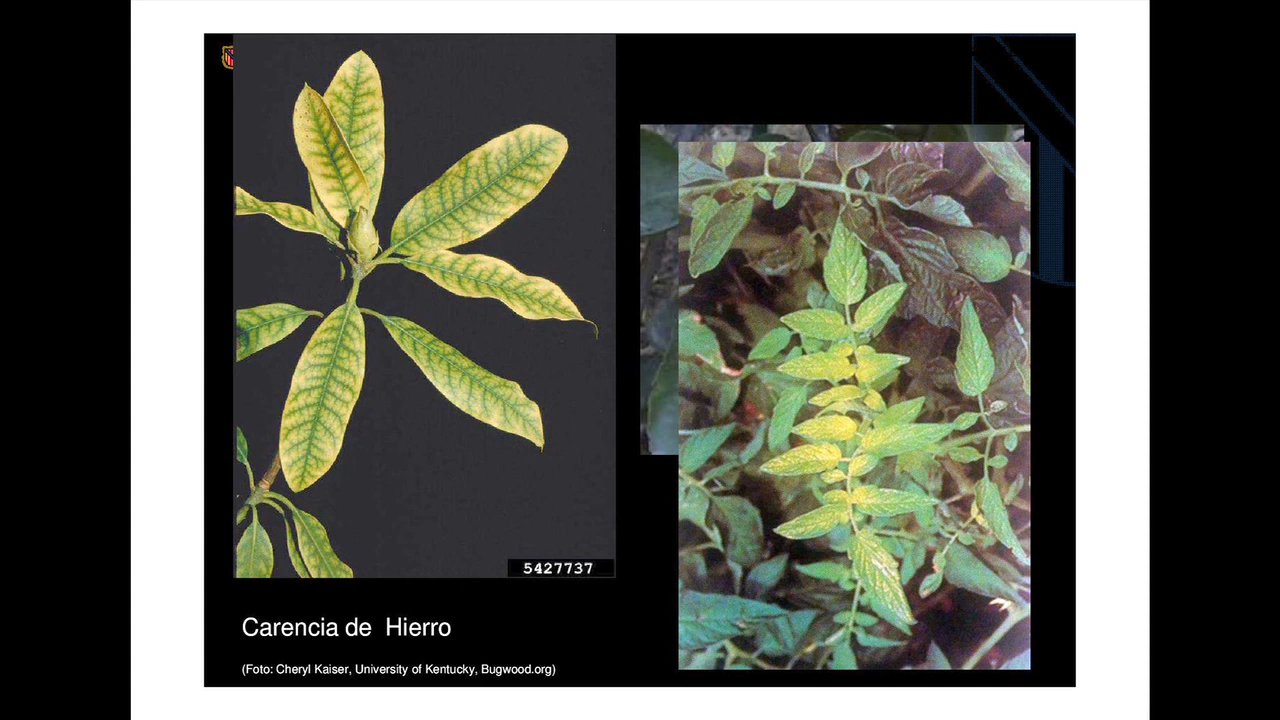 5427737
Carencia de  Hierro
(Foto: Cheryl Kaiser, University of Kentucky, Bugwood.org)